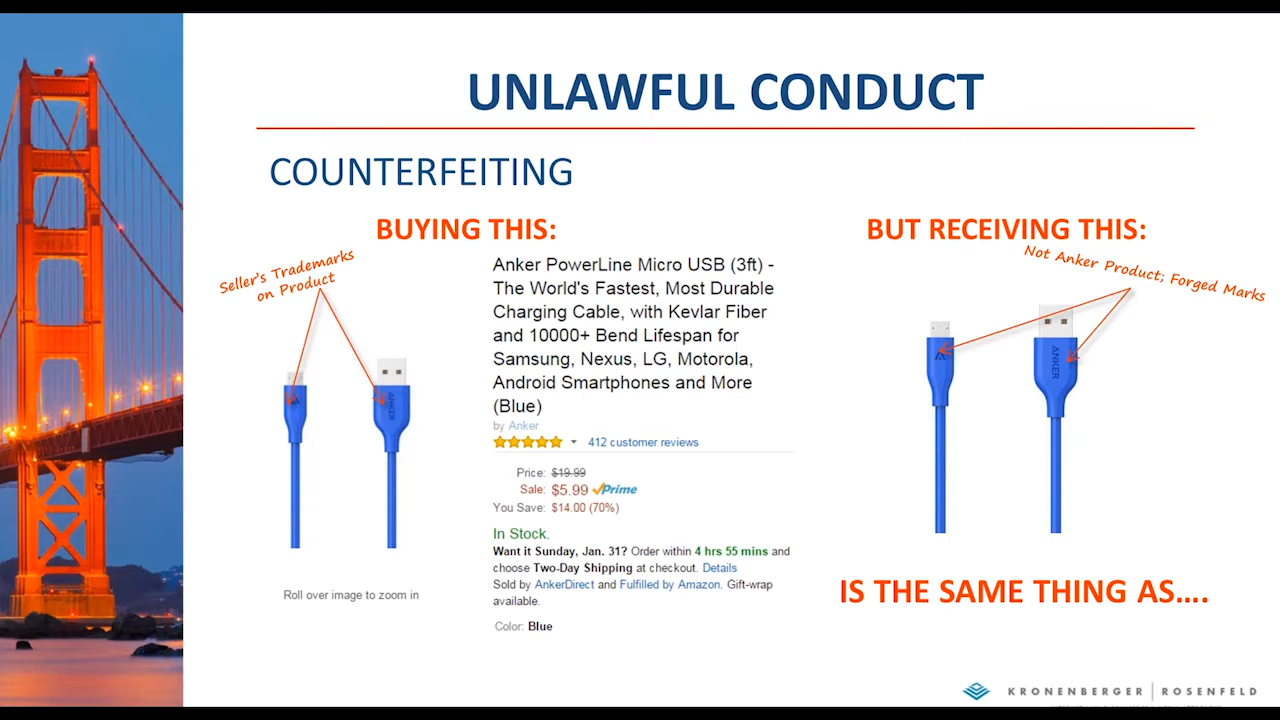 UNLAWFUL CONDUCT
COUNTERFEITING
BUYING THIS:
Seller's Trademarks
on Product
ANKER
Roll over image to zoom in
Anker PowerLine Micro USB (3ft) -
The World's Fastest, Most Durable
Charging Cable, with Kevlar Fiber
and 10000+ Bend Lifespan for
Samsung, Nexus, LG, Motorola,
Android Smartphones and More
(Blue)
by Anker
412 customer reviews
Price: $19.99
Sale: $5.99 Prime
You Save: $14.00 (70%)
In Stock.
Want it Sunday, Jan. 31? Order within 4 hrs 55 mins and
choose Two-Day Shipping at checkout. Details
Sold by AnkerDirect and Fulfilled by Amazon. Gift-wrap
available.
Color: Blue
BUT RECEIVING THIS:
Not Anker Product; Forged Marks
ANKER
IS THE SAME THING AS....
KRONENBERGER | ROSENFELD